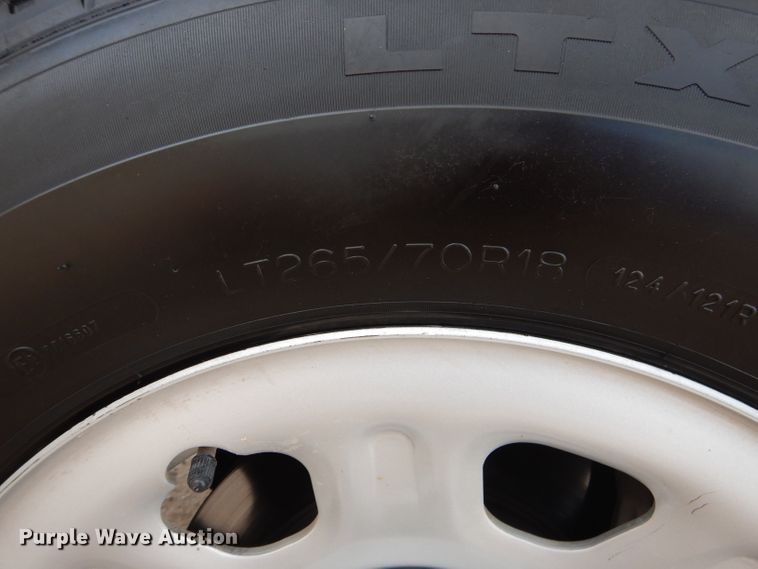 LTX
LT265/70R18
124/121R
Purple Wave Auction